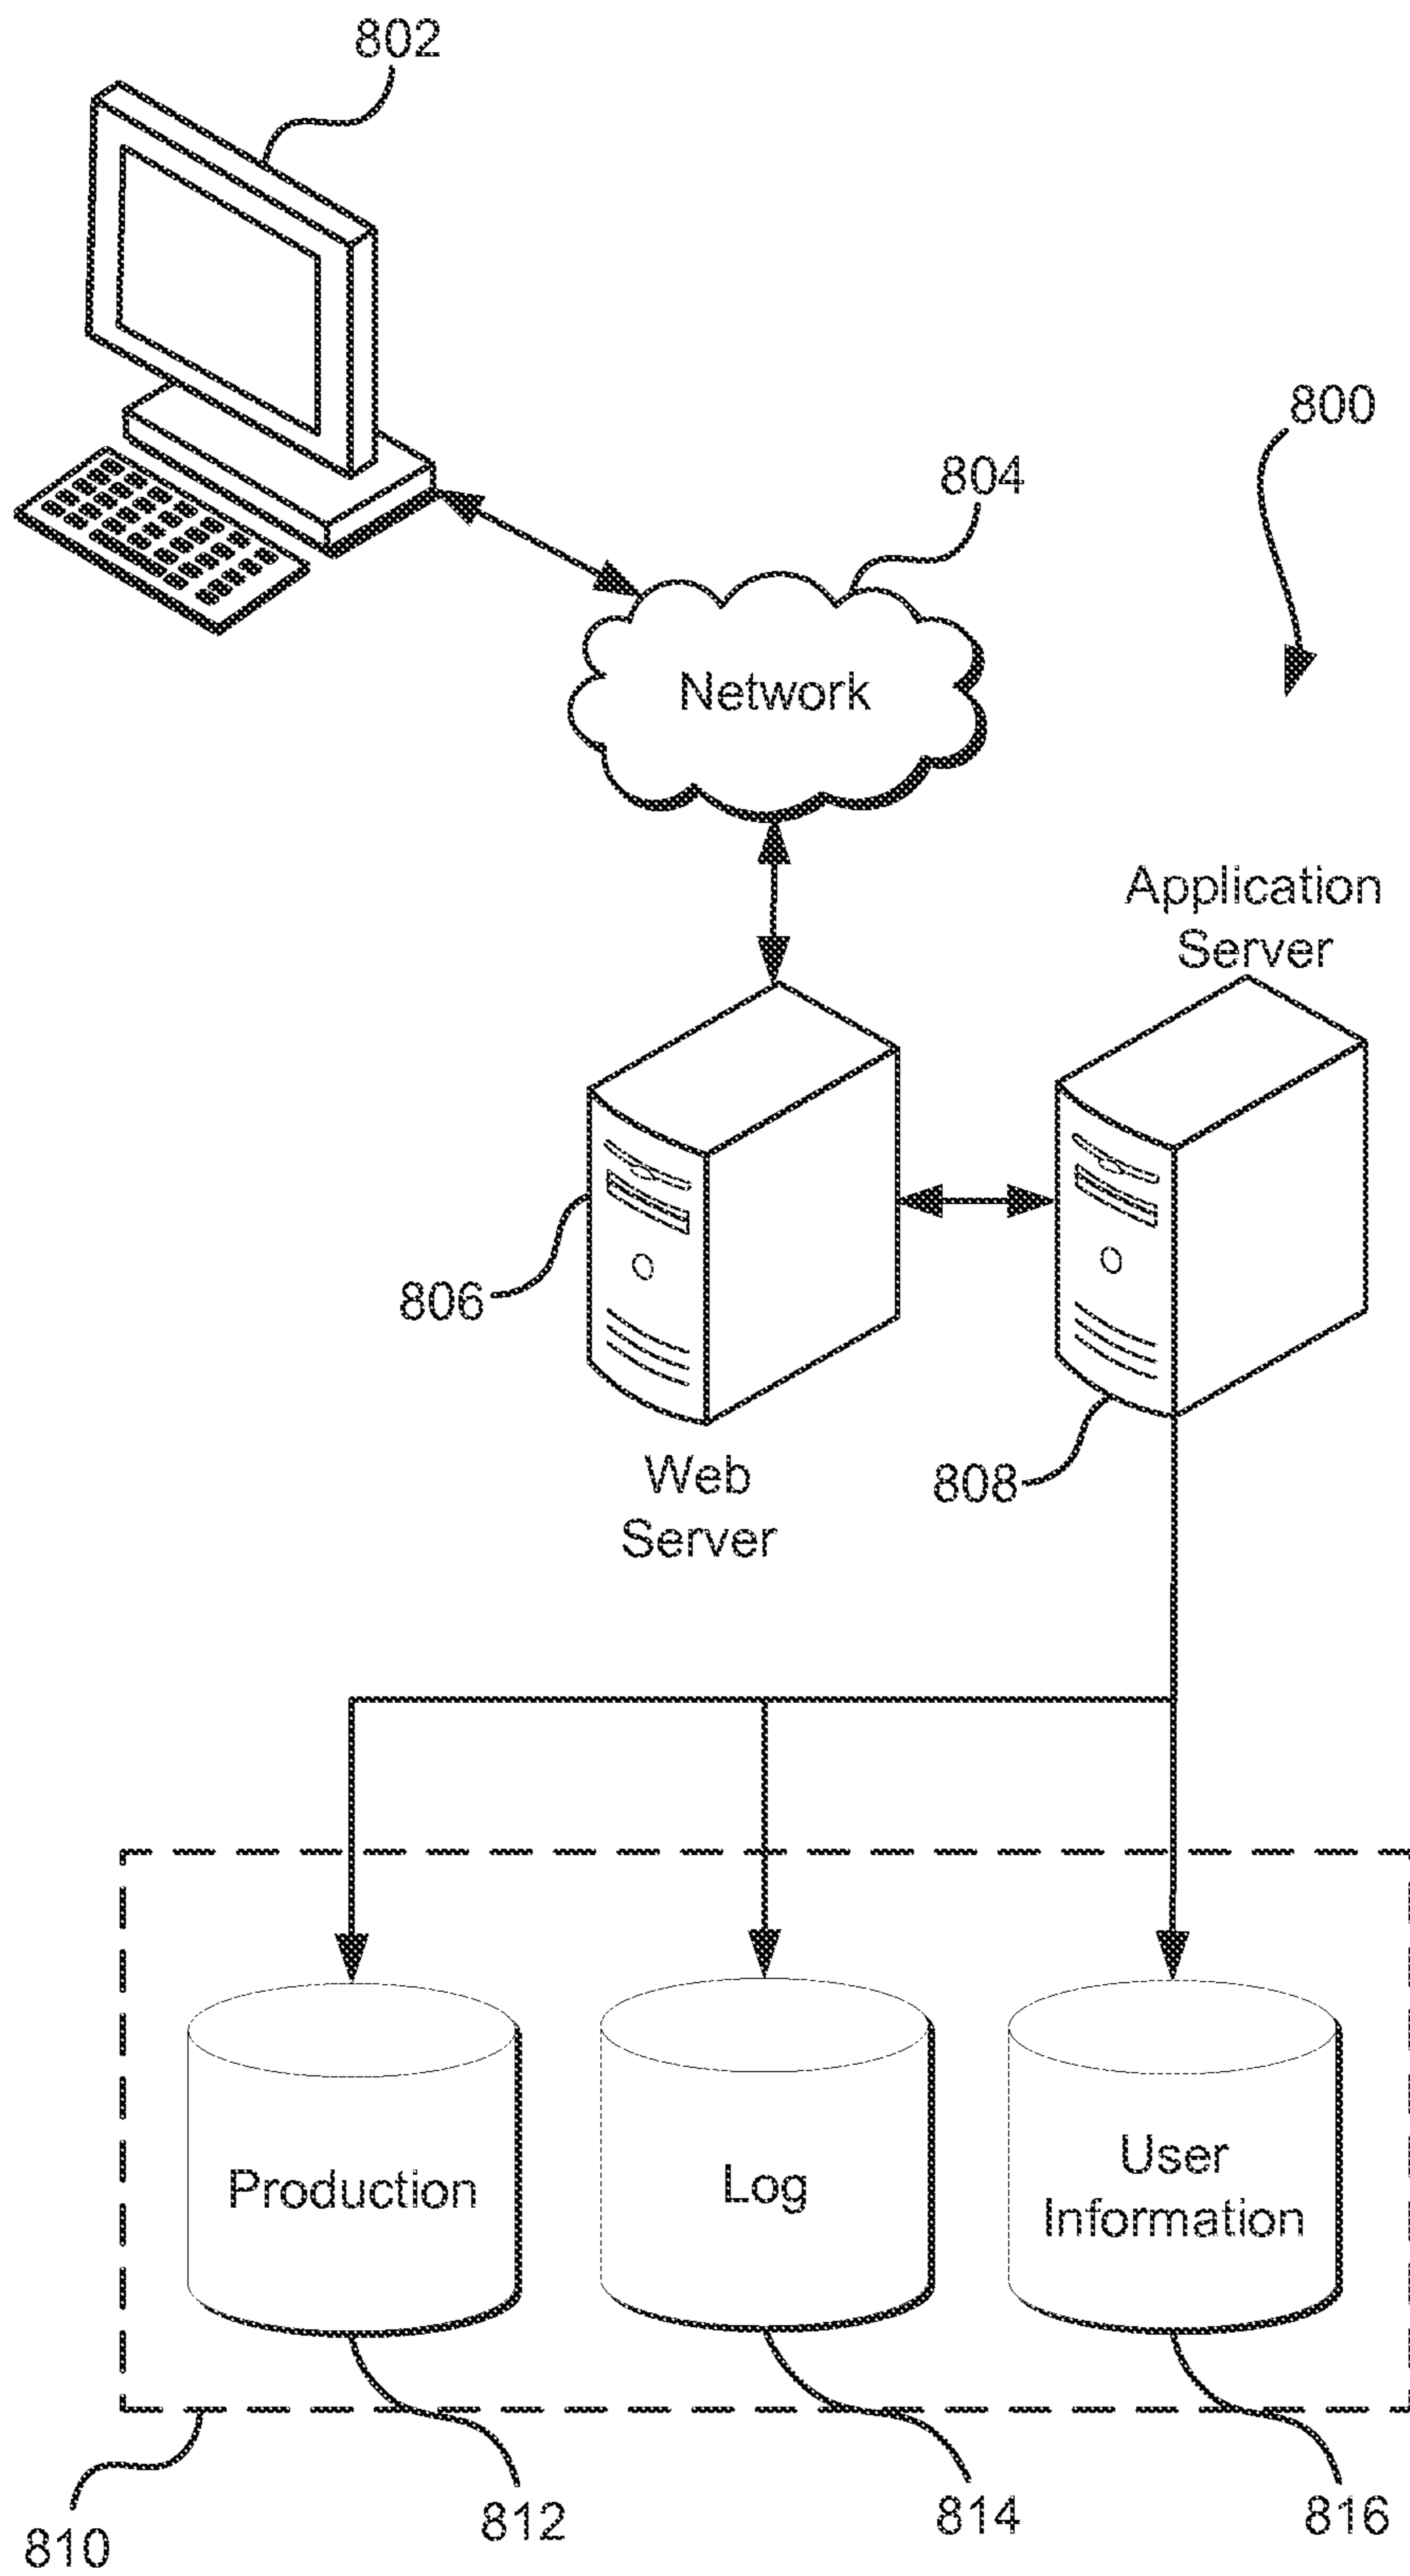 802
800
804
Network
Application
Server
806
Web
Server
808
Production
Log
User
Information
810
812
814
816